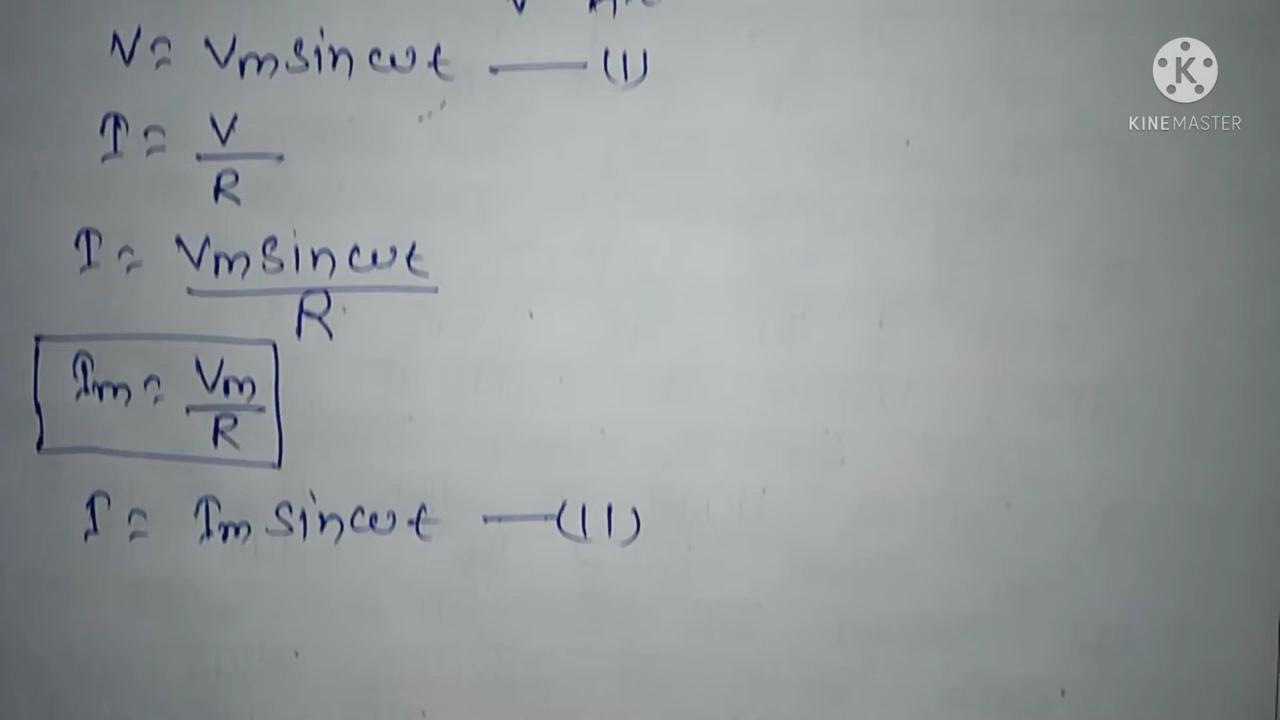 V = Vm sin ωt —— (I)
I = V
R
I = Vm sin ωt
R
Im = Vm
R
I = Im sin ωt —— (II)
KINEMASTER